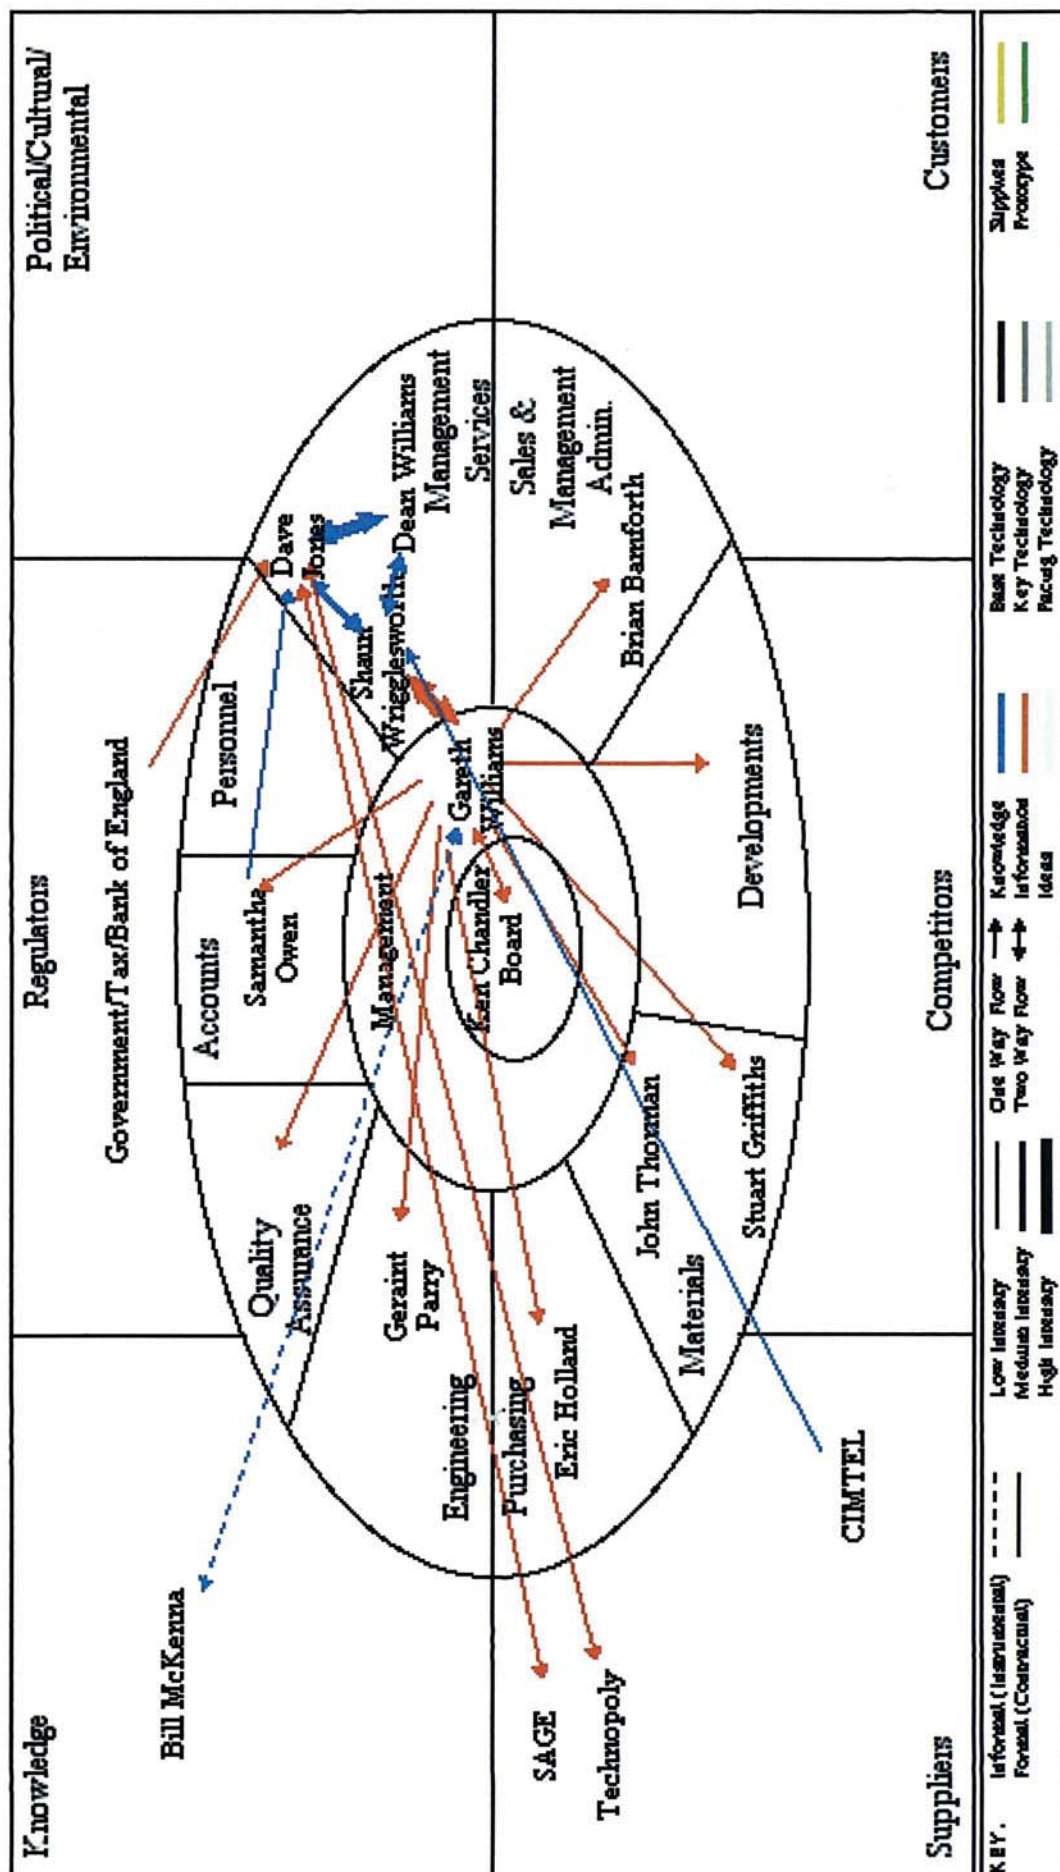 Knowledge
Regulators
Political/Cultural/
Environmental
Bill McKenna
Government/Tax/Bank of England
Quality
Assurance
Accounts
Samantha
Owen
Personnel
Dave
Jones
Shaun
Wrigglesworth
Dean Williams
Management
Services
Geraint
Parry
Engineering
Management
Gareth
Williams
Ken Chandler
Board
Purchasing
Eric Holland
Sales &
Management
Admin.
Brian Bamforth
SAGE
Technopoly
John Thorman
Materials
Stuart Griffiths
Developments
CIMTEL
Suppliers
Competitors
Customers
KEY.
Informal (Instrumental)
Formal (Contractual)
Low Intensity
Medium Intensity
High Intensity
One Way Flow
Two Way Flow
Knowledge
Information
Ideas
Base Technology
Key Technology
Pacing Technology
Supplies
Prototype